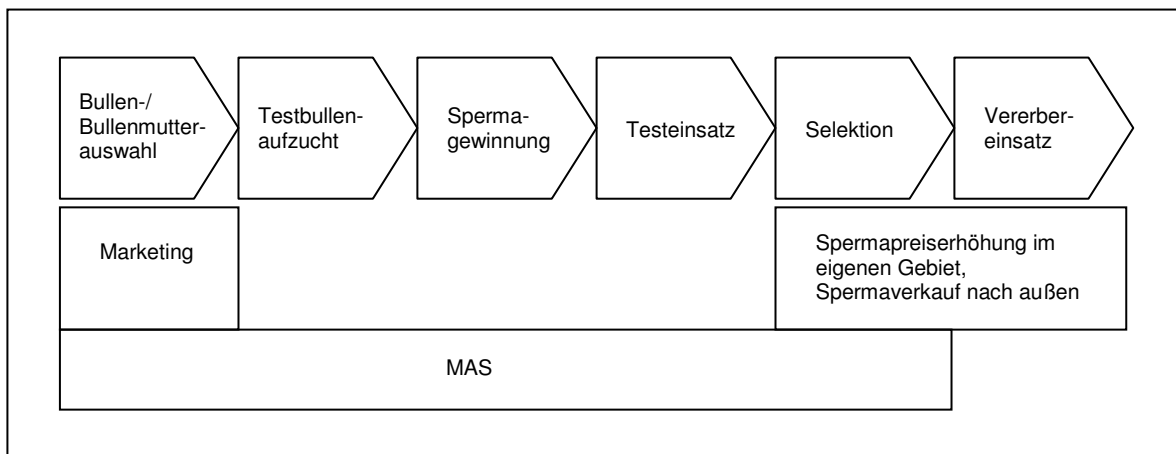 Bullen-/
Bullenmutter-
auswahl
Testbullen-
aufzucht
Sperma-
gewinnung
Testeinsatz
Selektion
Vererber-
einsatz
Marketing
Spermapreiserhöhung im
eigenen Gebiet,
Spermaverkauf nach außen
MAS